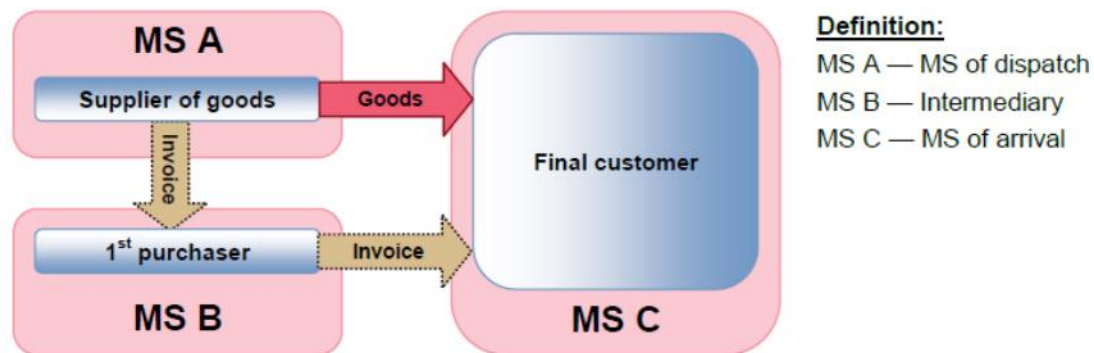 MS A
Supplier of goods
Goods
Invoice
1st purchaser
Invoice
MS B
Final customer
MS C
Definition:
MS A — MS of dispatch
MS B — Intermediary
MS C — MS of arrival